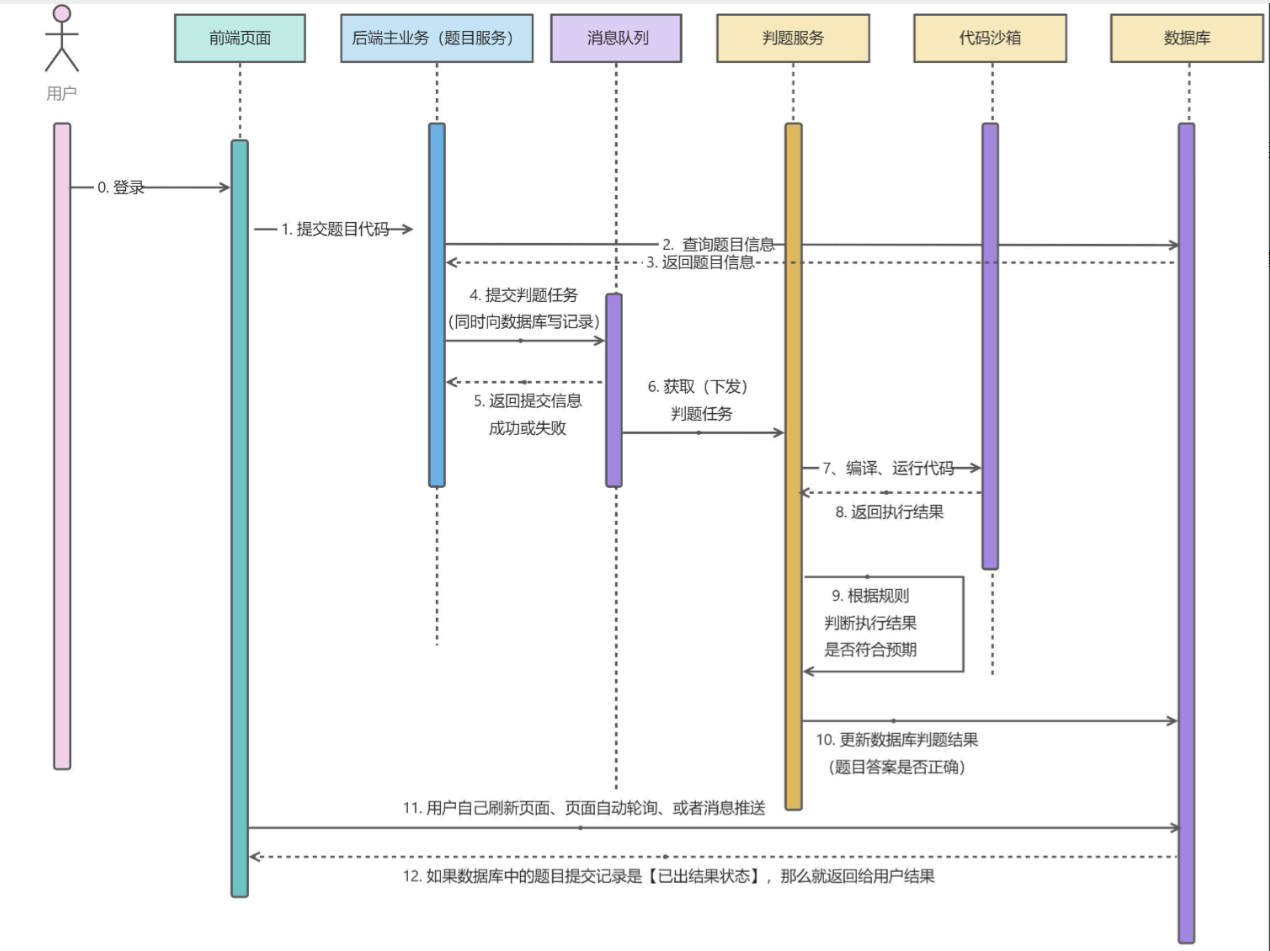 前端页面
后端主业务（题目服务）
消息队列
判题服务
代码沙箱
数据库
用户
0. 登录
1. 提交题目代码
2. 查询题目信息
3. 返回题目信息
4. 提交判题任务
（同时向数据库写记录）
5. 返回提交信息
成功或失败
6. 获取（下发）
判题任务
7、编译、运行代码
8. 返回执行结果
9. 根据规则
判断执行结果
是否符合预期
10. 更新数据库判题结果
（题目答案是否正确）
11. 用户自己刷新页面、页面自动轮询、或者消息推送
12. 如果数据库中的题目提交记录是【已出结果状态】，那么就返回给用户结果